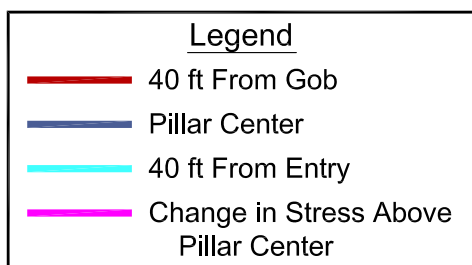 Legend
40 ft From Gob
Pillar Center
40 ft From Entry
Change in Stress Above
Pillar Center